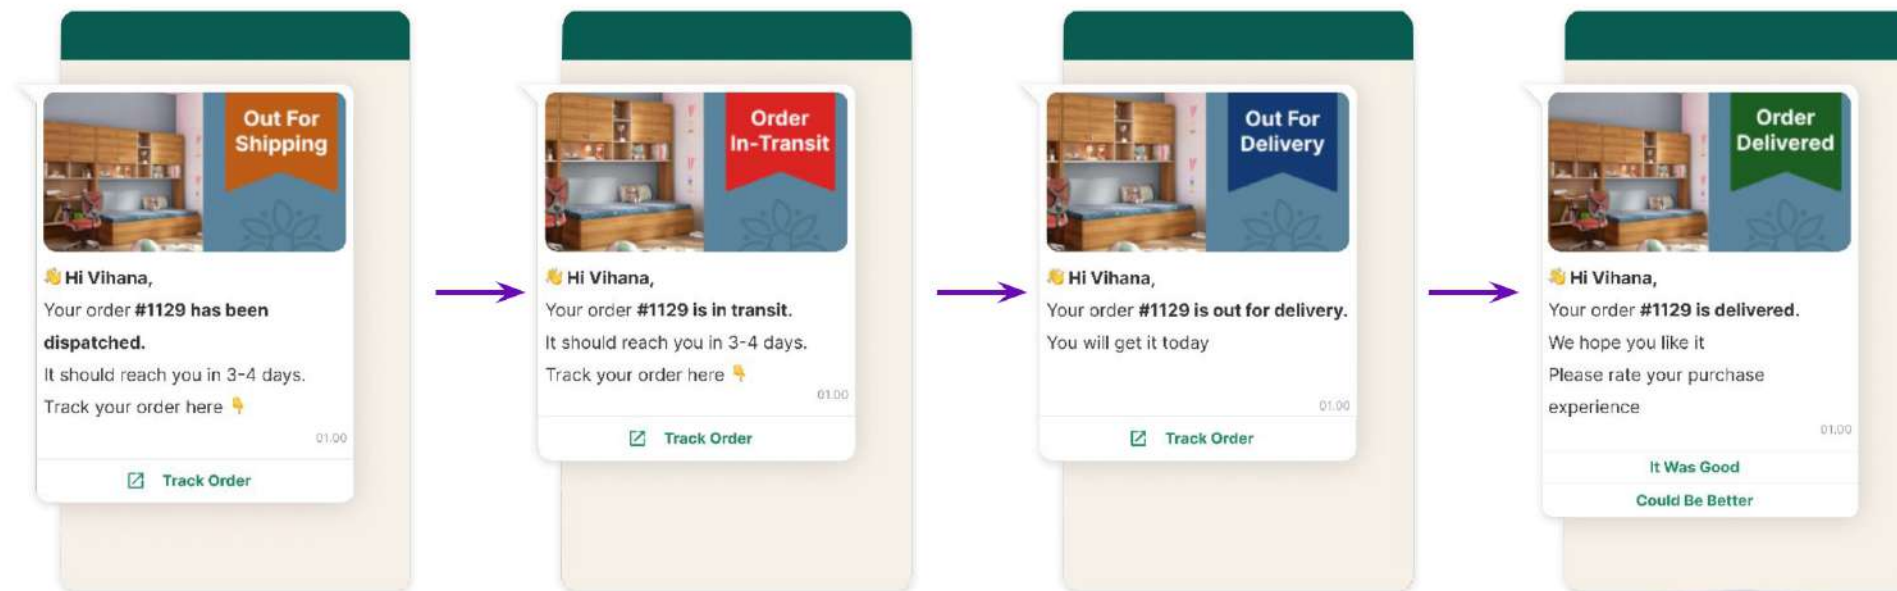 Out For
Shipping
👋 Hi Vihana,
Your order #1129 has been
dispatched.
It should reach you in 3-4 days.
Track your order here 👇
01.00
Track Order
Order
In-Transit
👋 Hi Vihana,
Your order #1129 is in transit.
It should reach you in 3-4 days.
Track your order here 👇
01.00
Track Order
Out For
Delivery
👋 Hi Vihana,
Your order #1129 is out for delivery.
You will get it today
01.00
Track Order
Order
Delivered
👋 Hi Vihana,
Your order #1129 is delivered.
We hope you like it
Please rate your purchase
experience
01.00
It Was Good
Could Be Better